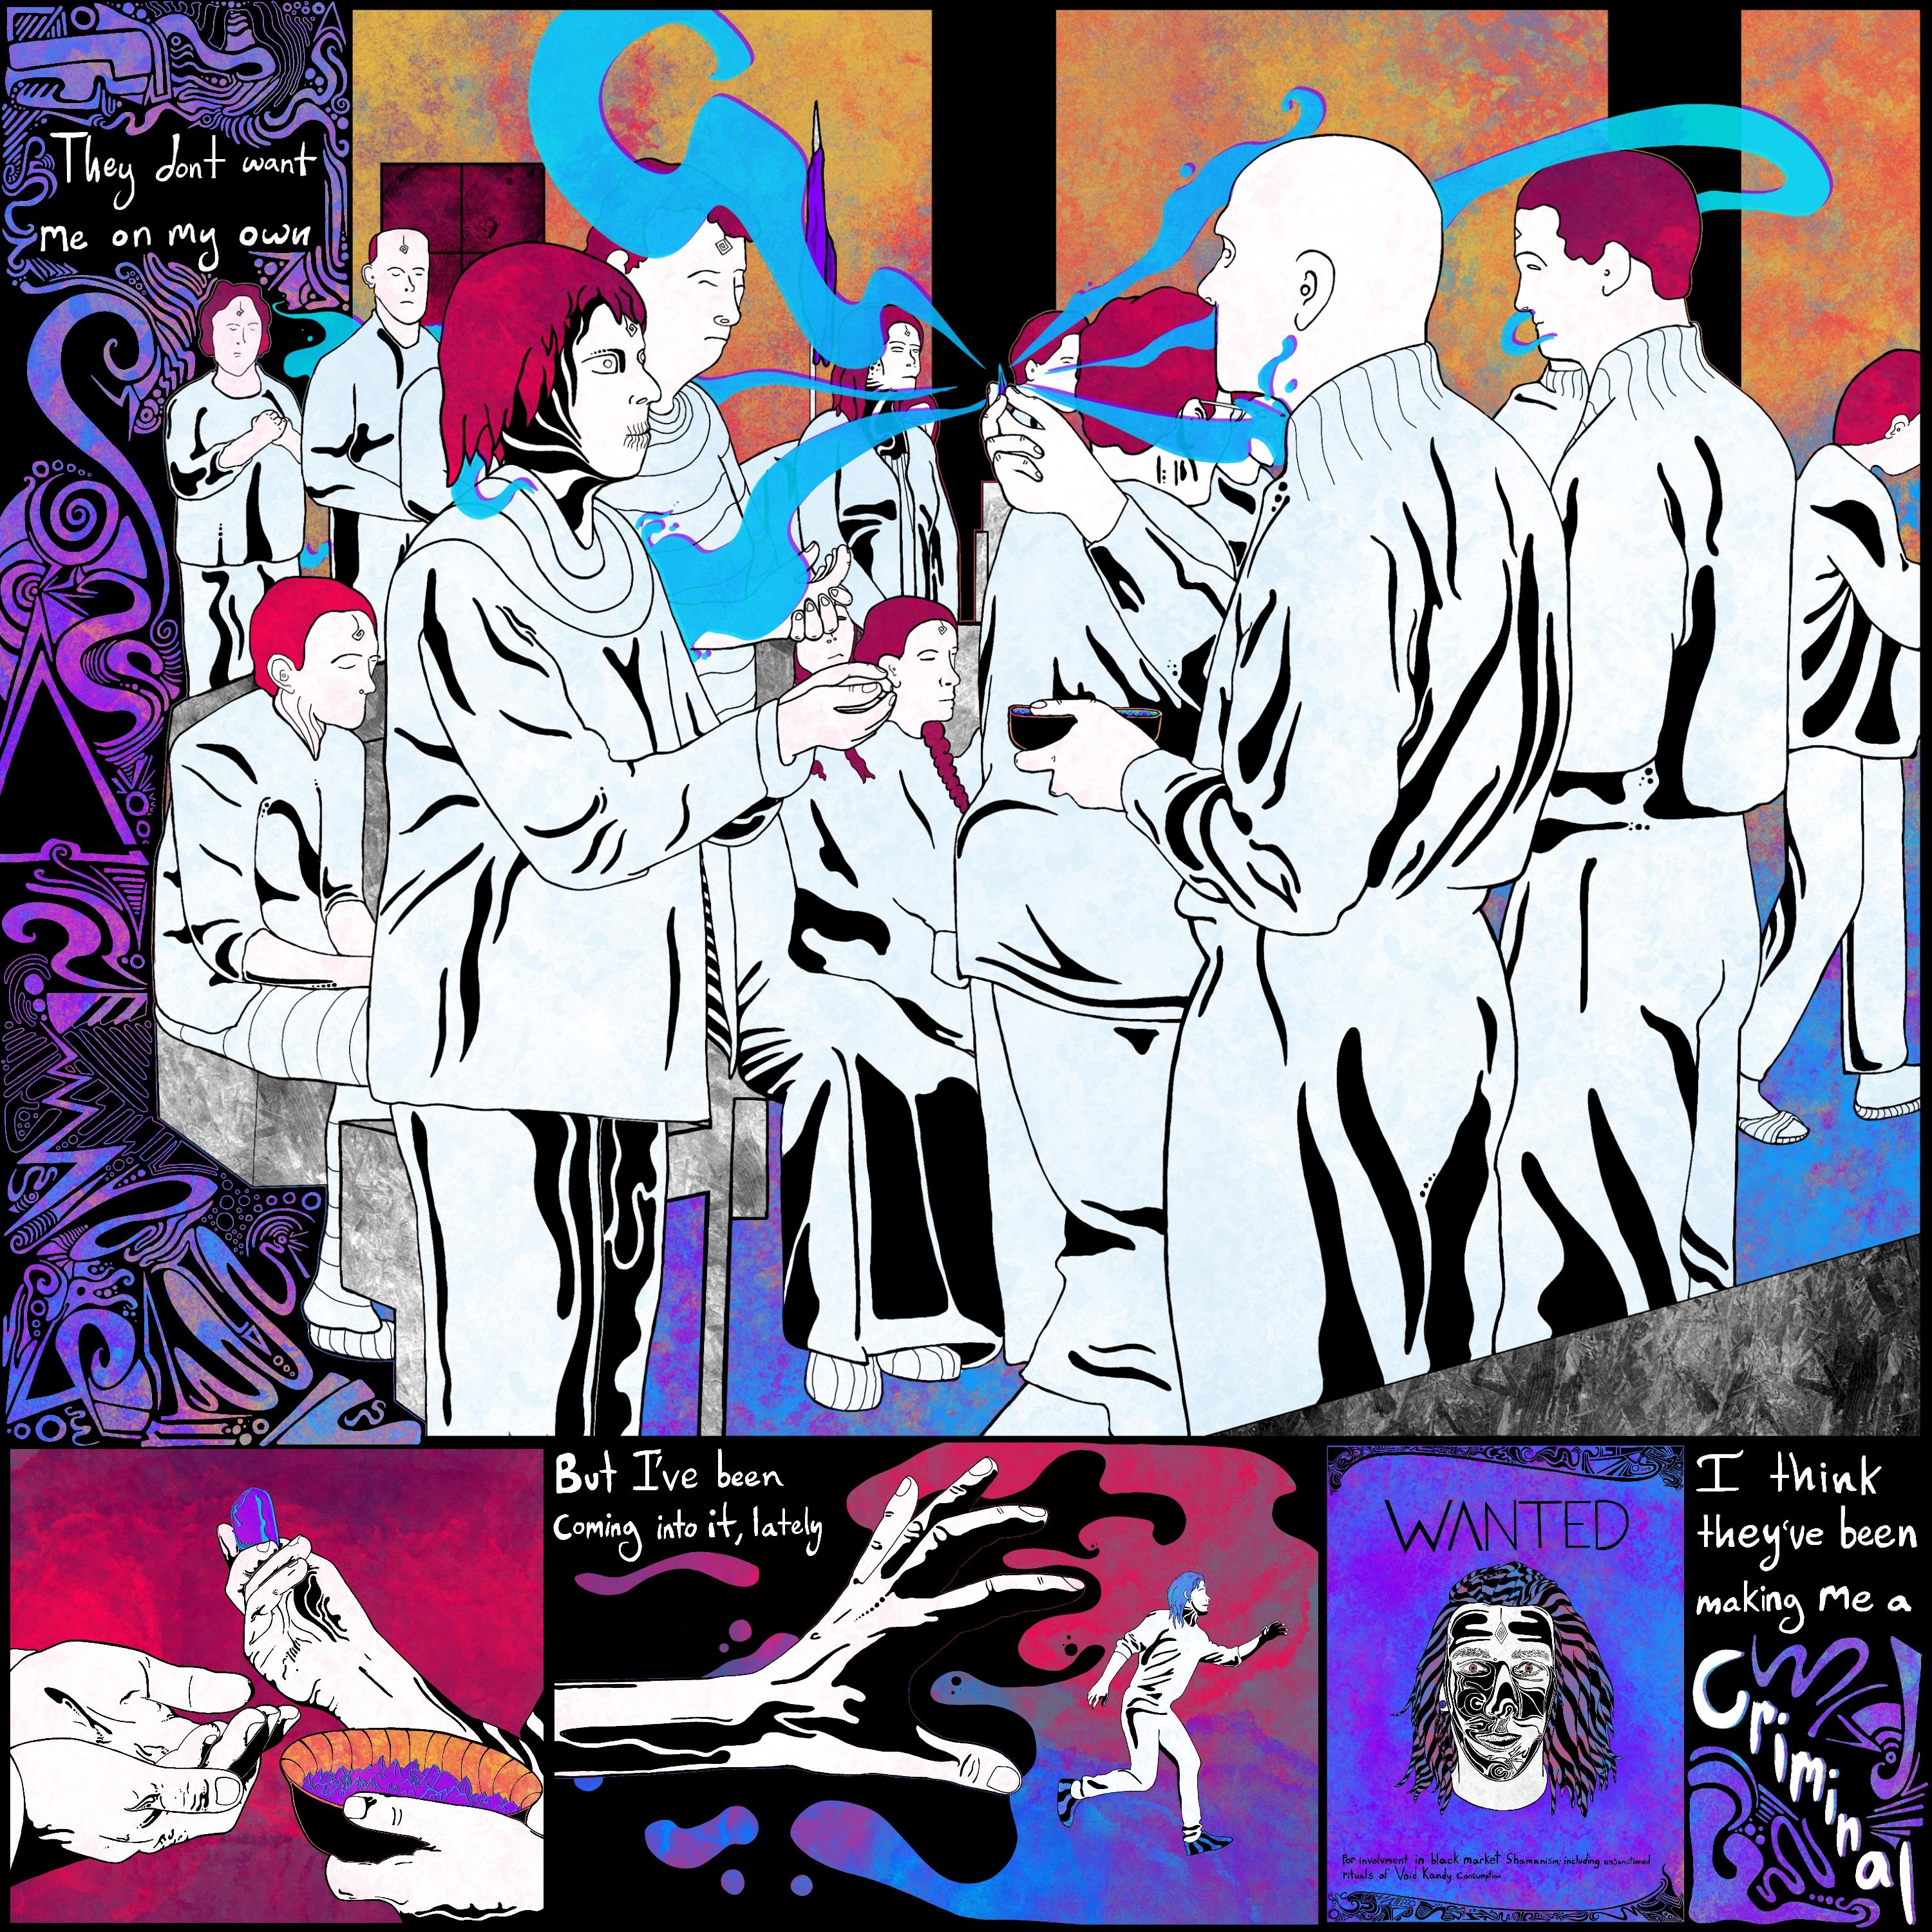 They dont want
me on my own
But I've been
Coming into it, lately
WANTED
For involvment in black market Shamanism; including unsanctioned
rituals of Void Kandy Consumption
I think
they've been
making me a
Criminal